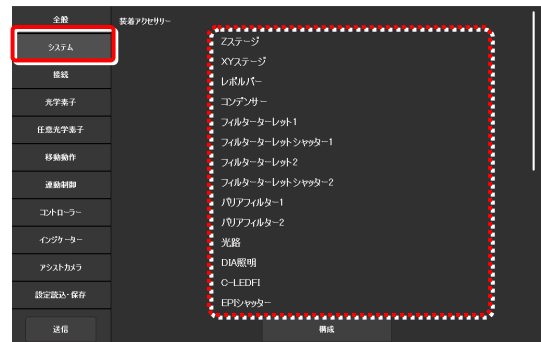 全般
システム
接続
光学素子
任意光学素子
移動動作
連動制御
コントローラー
インジケーター
アシストカメラ
設定読込・保存
送信
装着アクセサリー
Zステージ
XYステージ
レボルバー
コンデンサー
フィルターターレット1
フィルターターレットシャッター1
フィルターターレット2
フィルターターレットシャッター2
バリアフィルター1
バリアフィルター2
光路
DIA照明
C-LEDFI
EPIシャッター
構成